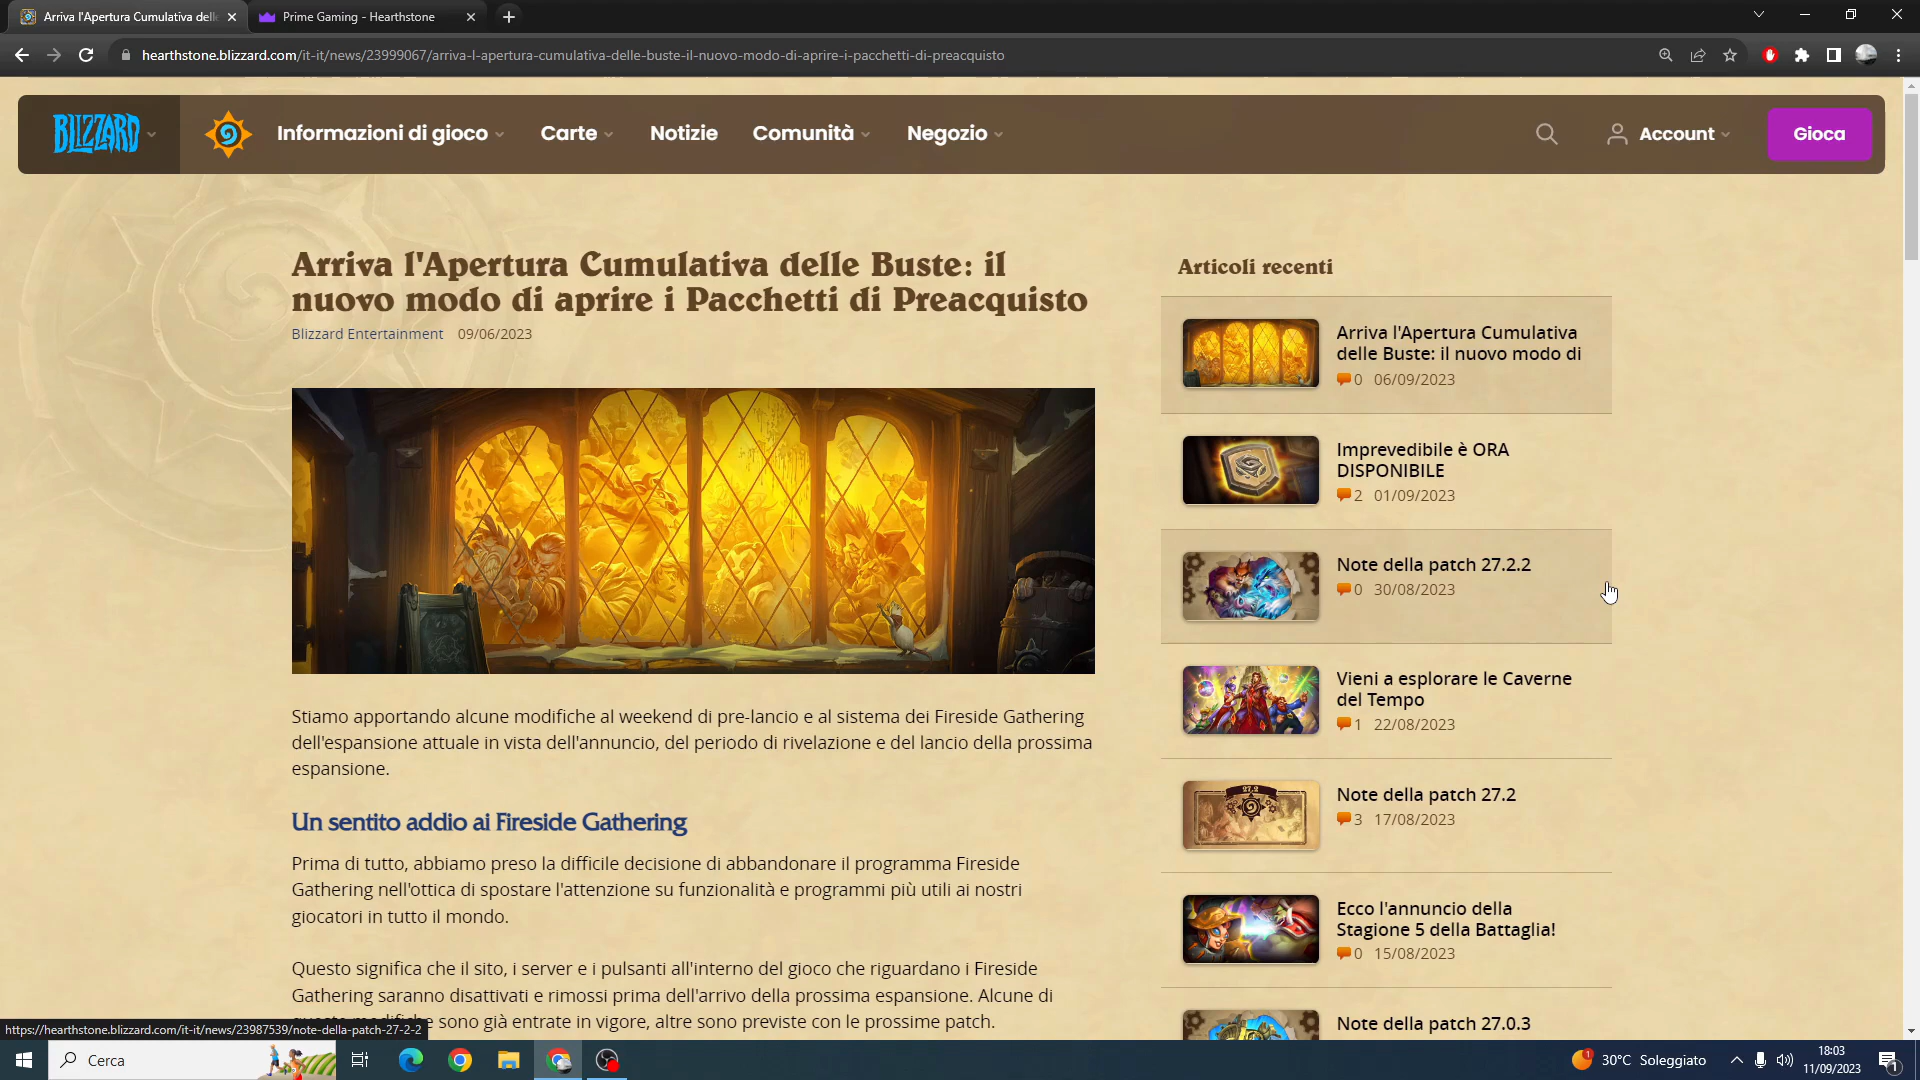 Arriva l'Apertura Cumulativa dell
Prime Gaming - Hearthstone
hearthstone.blizzard.com/it-it/news/23999067/arriva-l-apertura-cumulativa-delle-buste-il-nuovo-modo-di-aprire-i-pacchetti-di-preacquisto
BLIZZARD
Informazioni di gioco
Carte
Notizie
Comunità
Negozio
Account
Gioca
Arriva l'Apertura Cumulativa delle Buste: il
nuovo modo di aprire i Pacchetti di Preacquisto
Blizzard Entertainment 09/06/2023
Stiamo apportando alcune modifiche al weekend di pre-lancio e al sistema dei Fireside Gathering
dell'espansione attuale in vista dell'annuncio, del periodo di rivelazione e del lancio della prossima
espansione.
Un sentito addio ai Fireside Gathering
Prima di tutto, abbiamo preso la difficile decisione di abbandonare il programma Fireside
Gathering nell'ottica di spostare l'attenzione su funzionalità e programmi più utili ai nostri
giocatori in tutto il mondo.
Questo significa che il sito, i server e i pulsanti all'interno del gioco che riguardano i Fireside
Gathering saranno disattivati e rimossi prima dell'arrivo della prossima espansione. Alcune di
sono già entrate in vigore, altre sono previste con le prossime patch.
Articoli recenti
Arriva l'Apertura Cumulativa
delle Buste: il nuovo modo di
0 06/09/2023
Imprevedibile è ORA
DISPONIBILE
2 01/09/2023
Note della patch 27.2.2
0 30/08/2023
Vieni a esplorare le Caverne
del Tempo
1 22/08/2023
27.2
Note della patch 27.2
3 17/08/2023
Ecco l'annuncio della
Stagione 5 della Battaglia!
0 15/08/2023
Note della patch 27.0.3
https://hearthstone.blizzard.com/it-it/news/23987539/note-della-patch-27-2-2
Cerca
1
30°C Soleggiato
18:03
11/09/2023
1